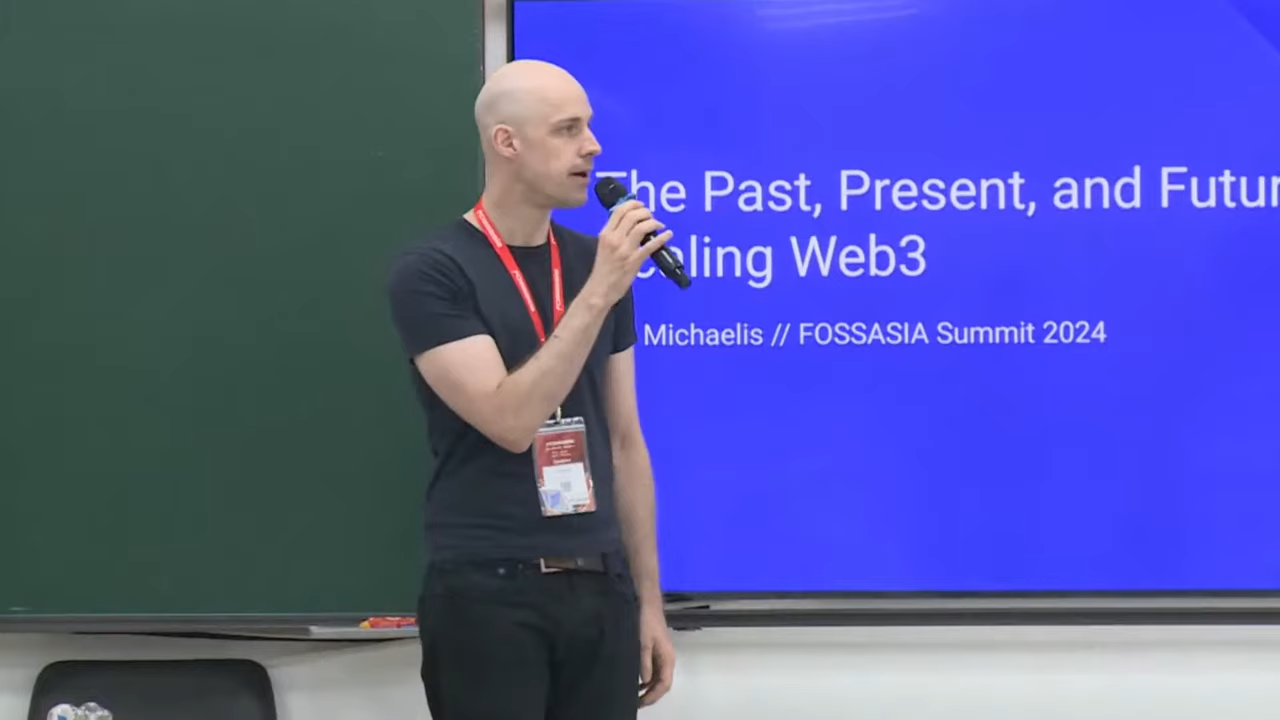 The Past, Present, and Futur
caling Web3
Michaelis // FOSSASIA Summit 2024